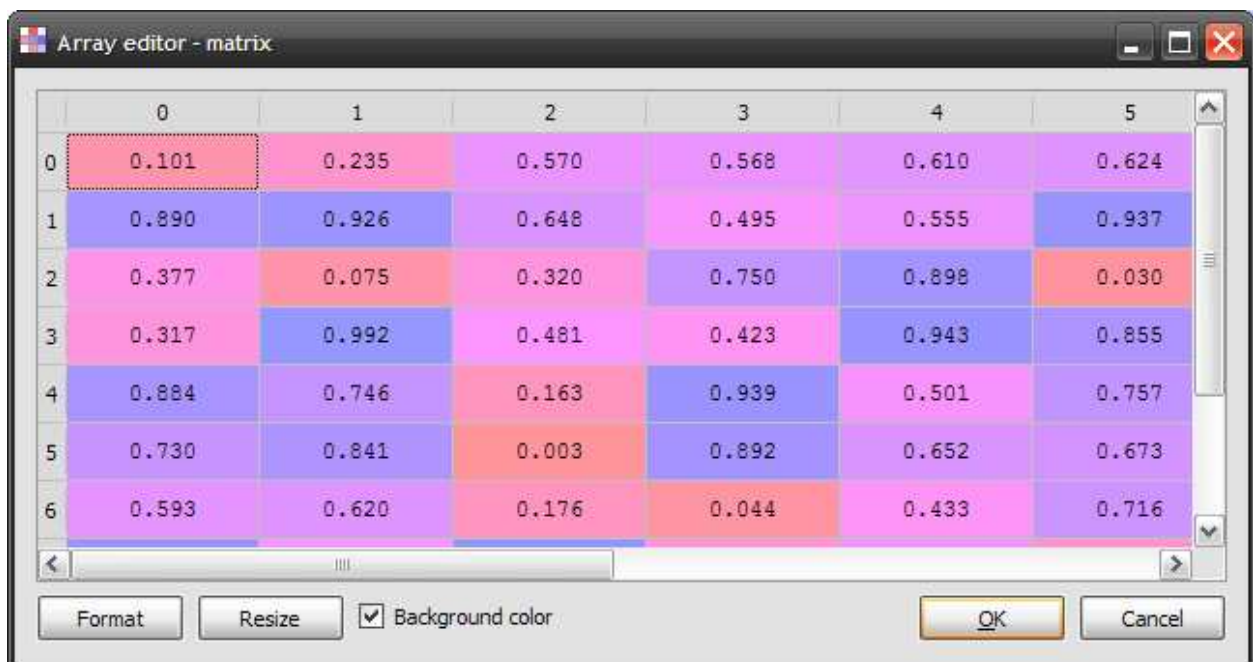 Array editor - matrix
0 1 2 3 4 5
0 0.101 0.235 0.570 0.568 0.610 0.624
1 0.890 0.926 0.648 0.495 0.555 0.937
2 0.377 0.075 0.320 0.750 0.898 0.030
3 0.317 0.992 0.481 0.423 0.943 0.855
4 0.884 0.746 0.163 0.939 0.501 0.757
5 0.730 0.841 0.003 0.892 0.652 0.673
6 0.593 0.620 0.176 0.044 0.433 0.716
Format Resize Background color OK Cancel